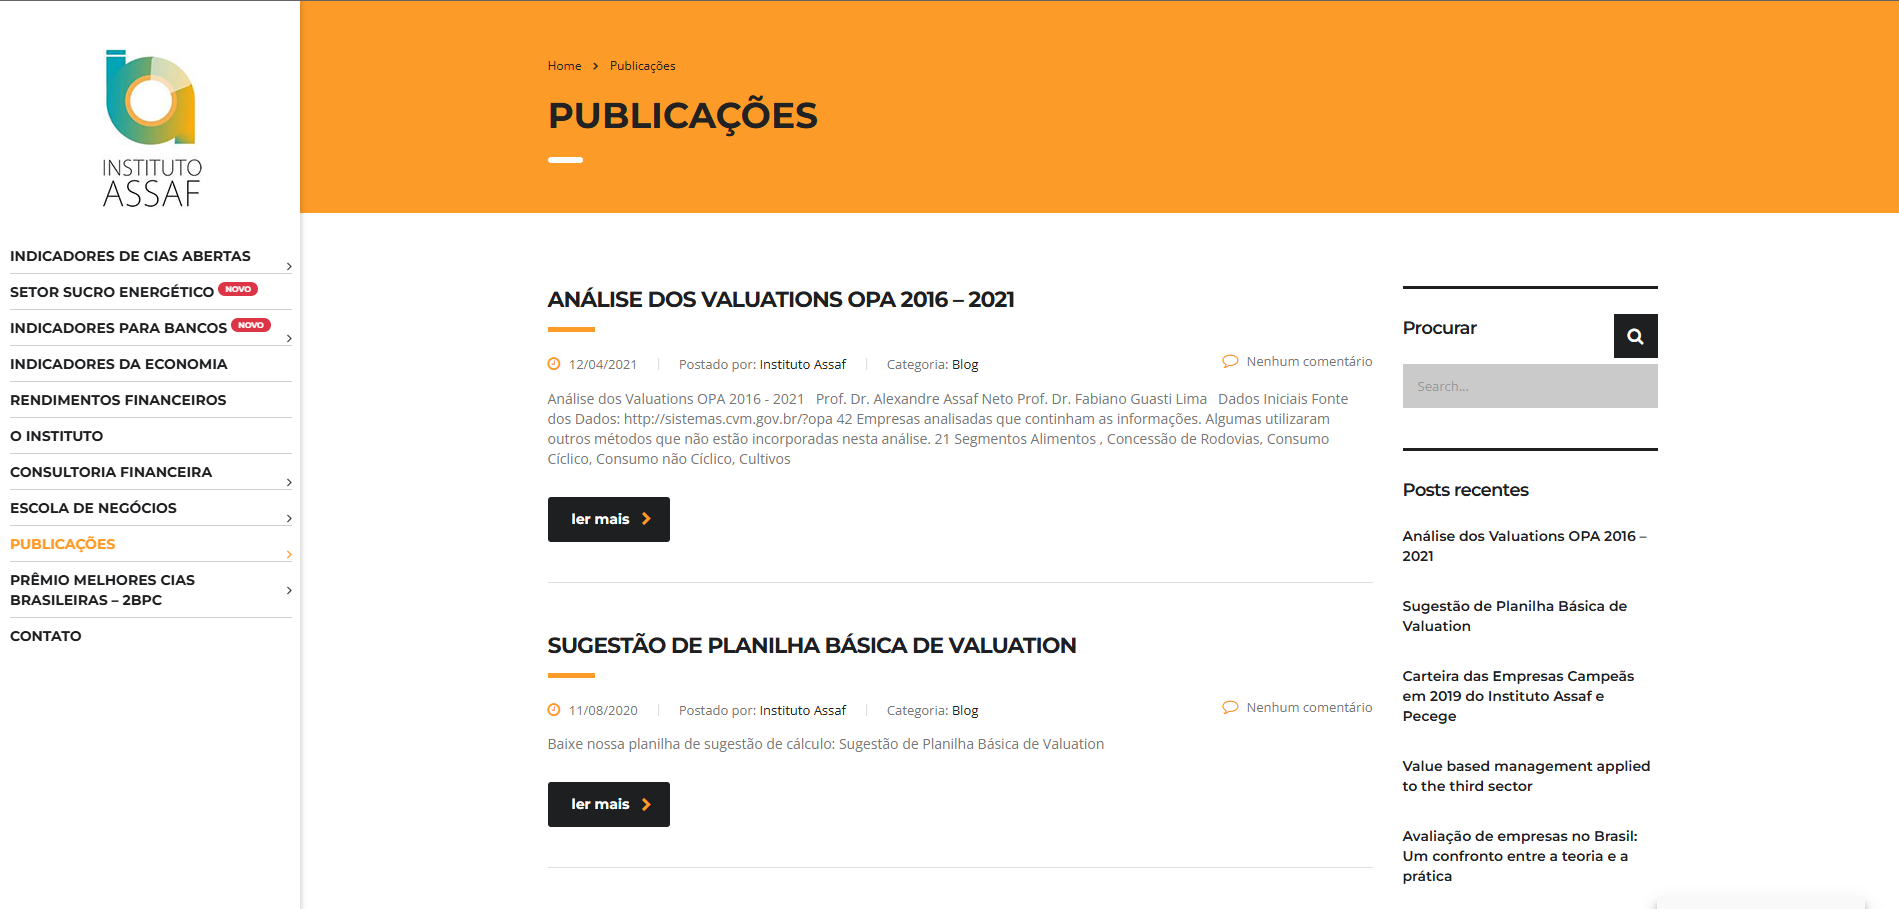 INSTITUTO
ASSAF
INDICADORES DE CIAS ABERTAS
SETOR SUCRO ENERGÉTICO NOVO
INDICADORES PARA BANCOS NOVO
INDICADORES DA ECONOMIA
RENDIMENTOS FINANCEIROS
O INSTITUTO
CONSULTORIA FINANCEIRA
ESCOLA DE NEGÓCIOS
PUBLICAÇÕES
PRÊMIO MELHORES CIAS
BRASILEIRAS – 2BPC
CONTATO
Home > Publicações
PUBLICAÇÕES
ANÁLISE DOS VALUATIONS OPA 2016 – 2021
12/04/2021 Postado por: Instituto Assaf Categoria: Blog Nenhum comentário
Análise dos Valuations OPA 2016 - 2021 Prof. Dr. Alexandre Assaf Neto Prof. Dr. Fabiano Guasti Lima Dados Iniciais Fonte
dos Dados: http://sistemas.cvm.gov.br/?opa 42 Empresas analisadas que continham as informações. Algumas utilizaram
outros métodos que não estão incorporadas nesta análise. 21 Segmentos Alimentos , Concessão de Rodovias, Consumo
Cíclico, Consumo não Cíclico, Cultivos
ler mais
SUGESTÃO DE PLANILHA BÁSICA DE VALUATION
11/08/2020 Postado por: Instituto Assaf Categoria: Blog Nenhum comentário
Baixe nossa planilha de sugestão de cálculo: Sugestão de Planilha Básica de Valuation
ler mais
Procurar
Search...
Posts recentes
Análise dos Valuations OPA 2016 –
2021
Sugestão de Planilha Básica de
Valuation
Carteira das Empresas Campeãs
em 2019 do Instituto Assaf e
Pecege
Value based management applied
to the third sector
Avaliação de empresas no Brasil:
Um confronto entre a teoria e a
prática